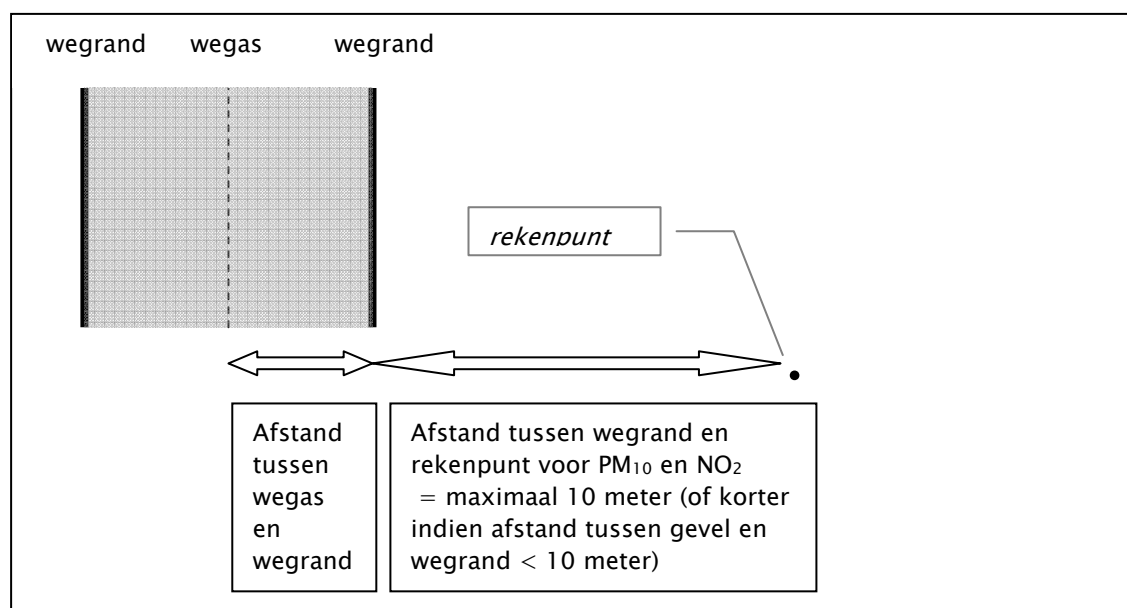 wegrand wegas wegrand
rekenpunt
Afstand
tussen
wegas
en
wegrand
Afstand tussen wegrand en
rekenpunt voor PM₁₀ en NO₂
= maximaal 10 meter (of korter
indien afstand tussen gevel en
wegrand < 10 meter)